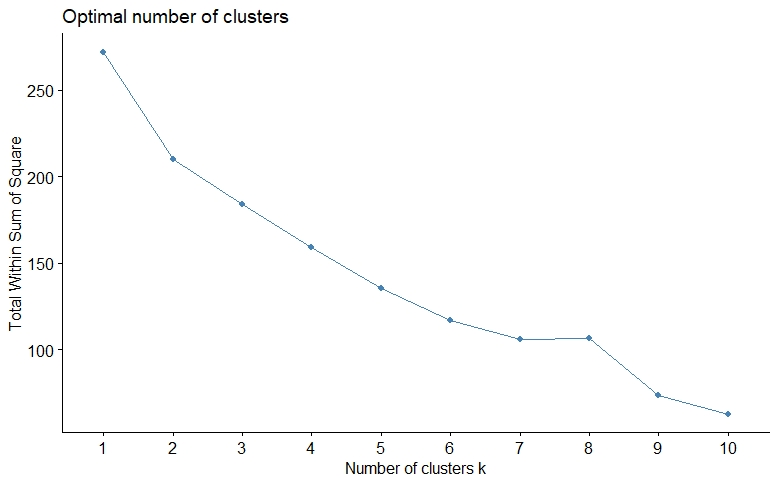 Optimal number of clusters
250
200
150
100
Total Within Sum of Square
1 2 3 4 5 6 7 8 9 10
Number of clusters k